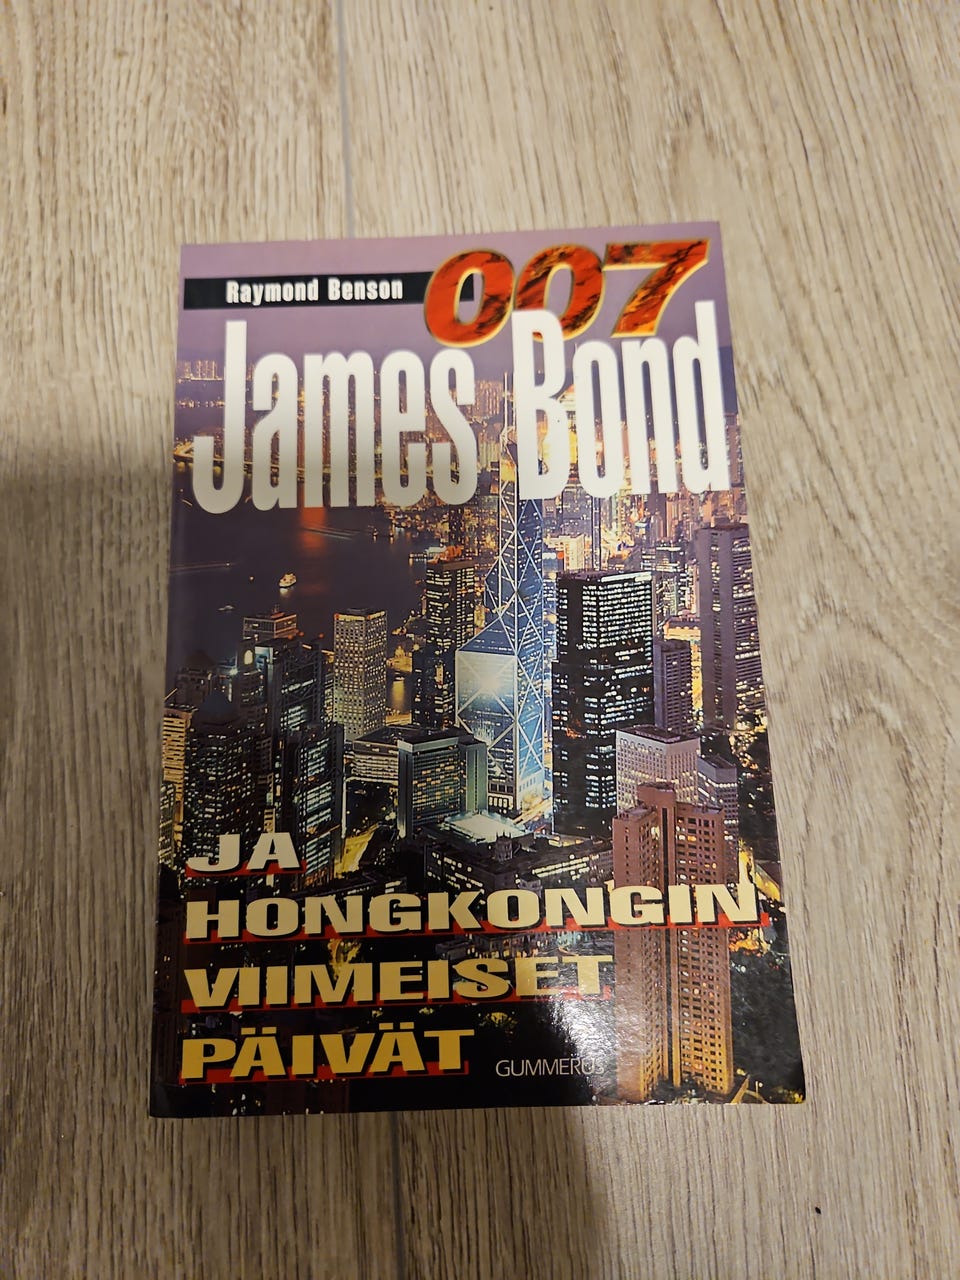 Raymond Benson
007
James Bond
JA
HONGKONGIN
VIIMEISET
PÄIVÄT
GUMMERUS